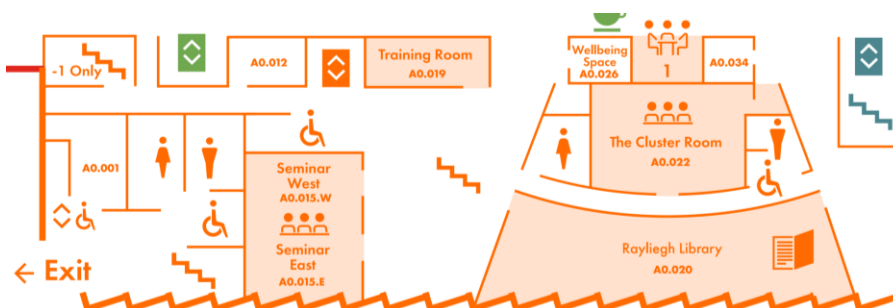 -1 Only
A0.012
Training Room
A0.019
Wellbeing
Space
A0.026
1
A0.034
A0.001
The Cluster Room
A0.022
Seminar
West
A0.015.W
Seminar
East
A0.015.E
Rayliegh Library
A0.020
← Exit